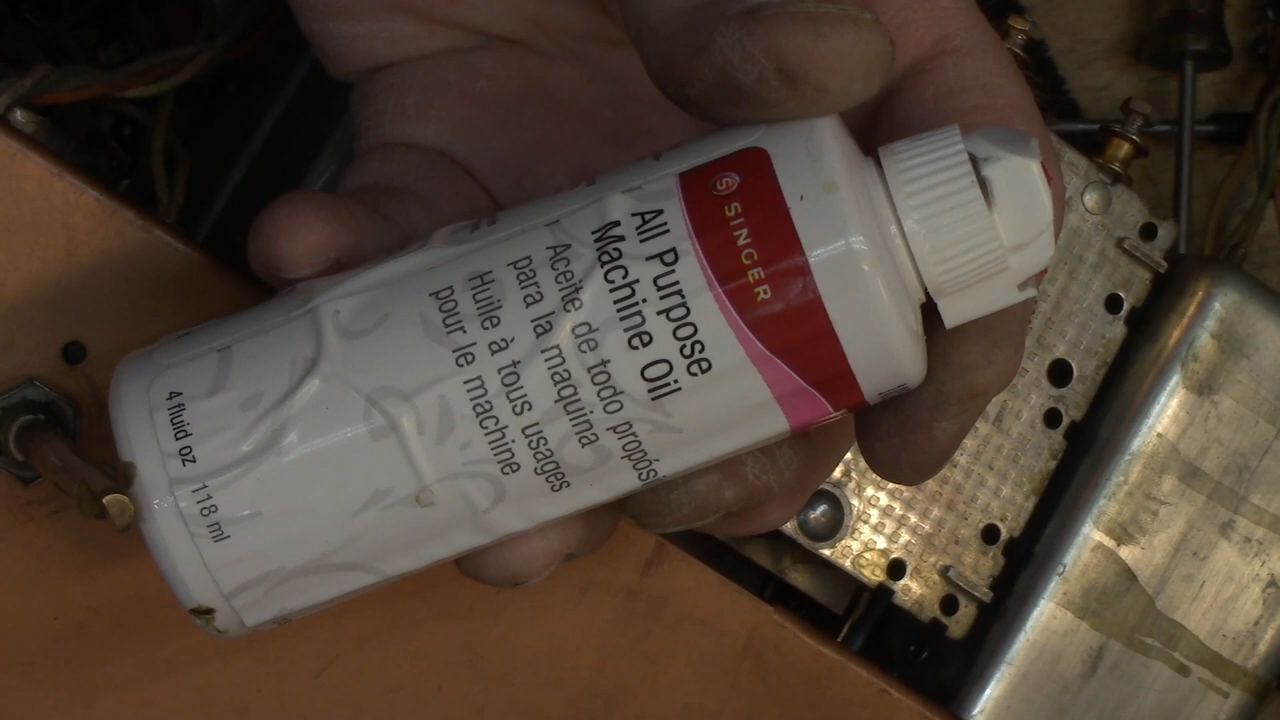 SINGER
All Purpose
Machine Oil
Aceite de todo propós
para la maquina
Huile à tous usages
pour le machine
4 fluid oz 118 ml